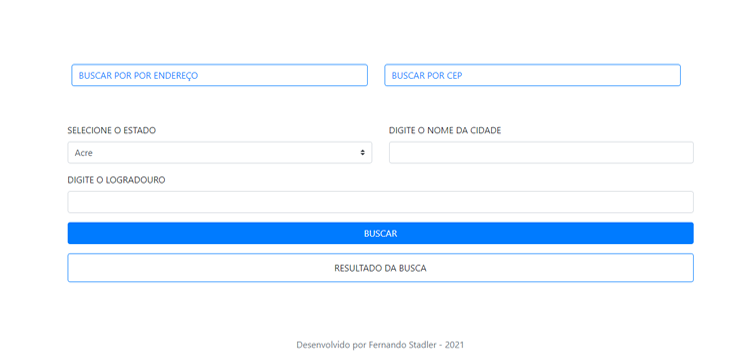 BUSCAR POR POR ENDEREÇO
BUSCAR POR CEP
SELECIONE O ESTADO
DIGITE O NOME DA CIDADE
Acre
DIGITE O LOGRADOURO
BUSCAR
RESULTADO DA BUSCA
Desenvolvido por Fernando Stadler - 2021